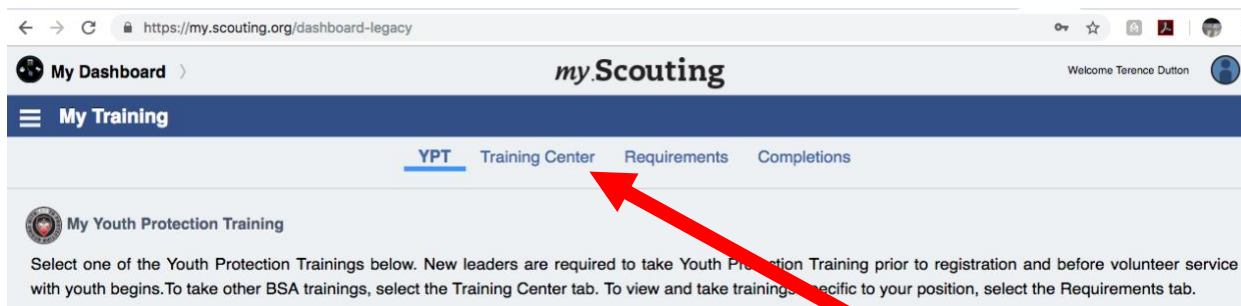 https://my.scouting.org/dashboard-legacy
My Dashboard my.Scouting Welcome Terence Dutton
My Training
YPT Training Center Requirements Completions
My Youth Protection Training
Select one of the Youth Protection Trainings below. New leaders are required to take Youth Protection Training prior to registration and before volunteer service
with youth begins.To take other BSA trainings, select the Training Center tab. To view and take trainings specific to your position, select the Requirements tab.